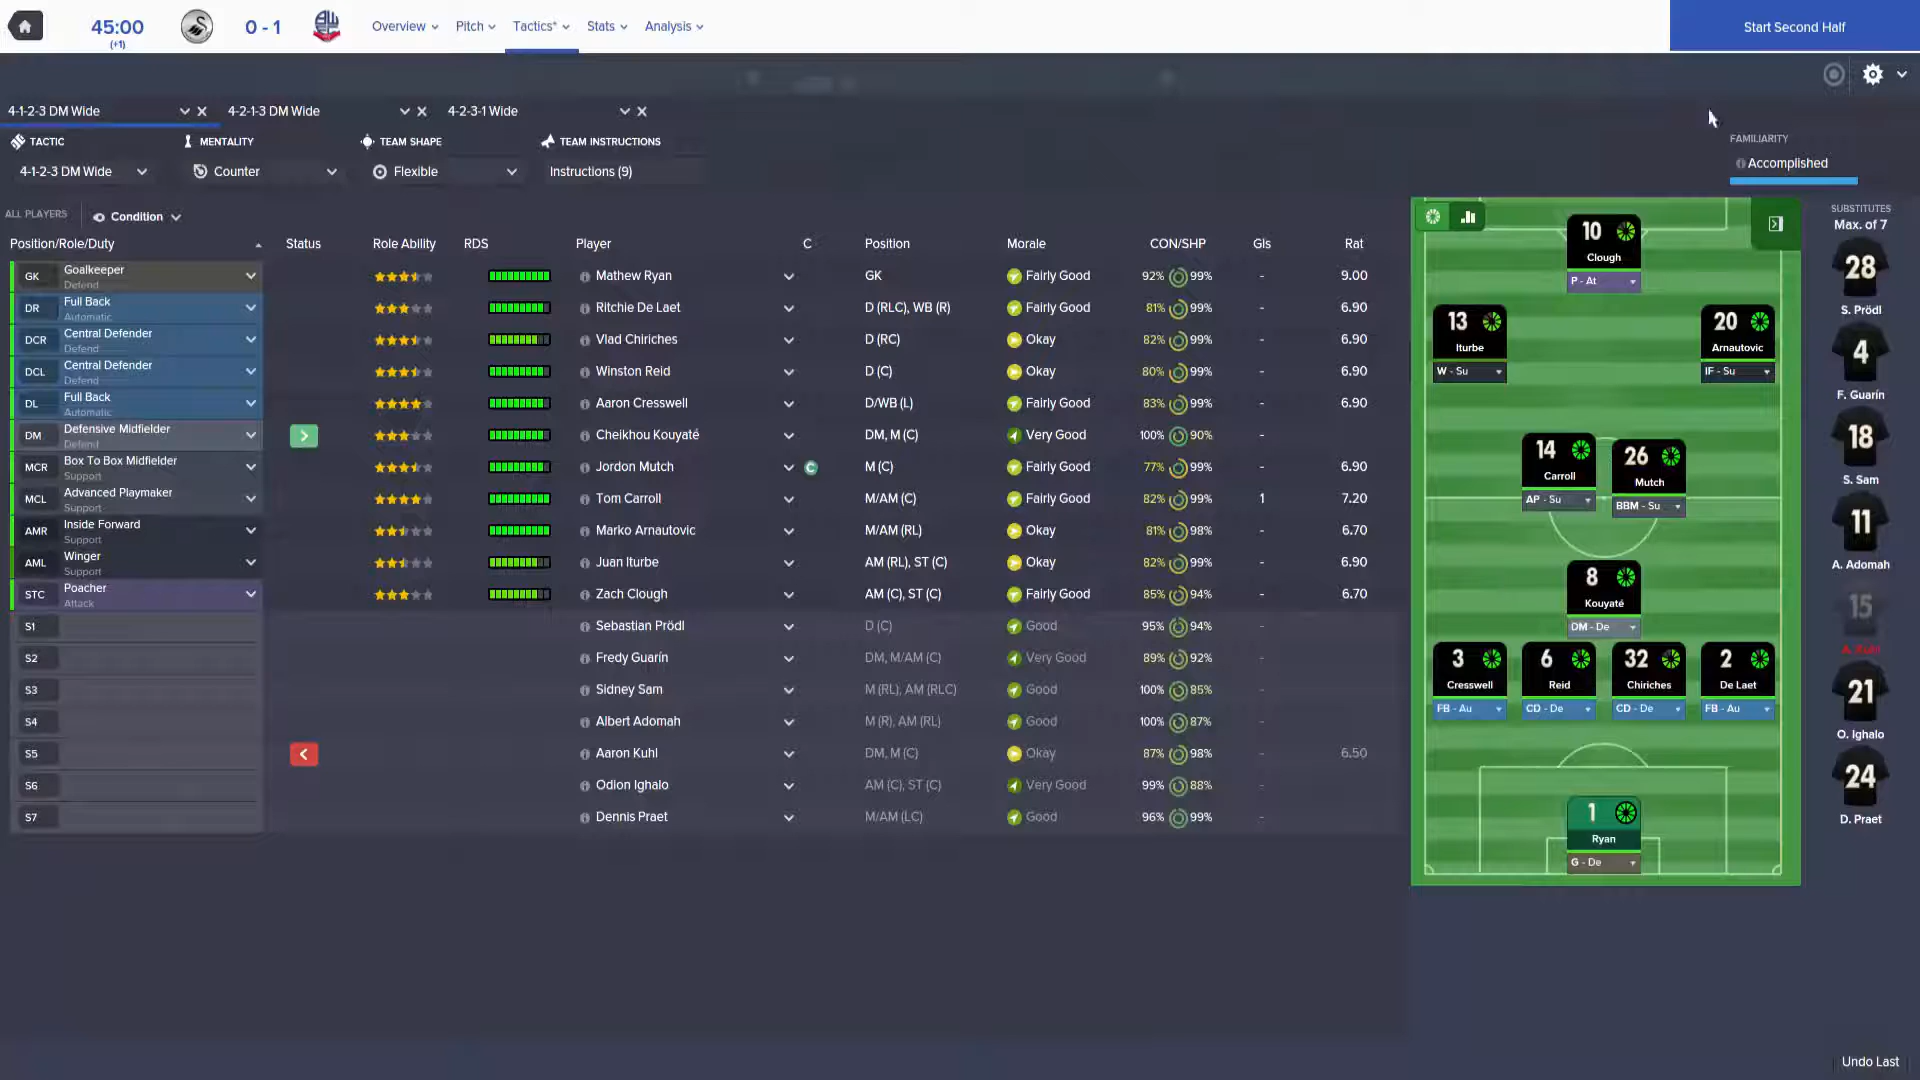 45:00
(+1)
0 - 1
Overview
Pitch
Tactics*
Stats
Analysis
Start Second Half
4-1-2-3 DM Wide
4-2-1-3 DM Wide
4-2-3-1 Wide
TACTIC
MENTALITY
TEAM SHAPE
TEAM INSTRUCTIONS
FAMILIARITY
4-1-2-3 DM Wide
Counter
Flexible
Instructions (9)
Accomplished
ALL PLAYERS
Condition
Position/Role/Duty Status Role Ability RDS Player C Position Morale CON/SHP Gls Rat
GK Goalkeeper Defend Mathew Ryan GK Fairly Good 92% 99% - 9.00
DR Full Back Automatic Ritchie De Laet D (RLC), WB (R) Fairly Good 81% 99% - 6.90
DCR Central Defender Defend Vlad Chiriches D (RC) Okay 82% 99% - 6.90
DCL Central Defender Defend Winston Reid D (C) Okay 80% 99% - 6.90
DL Full Back Automatic Aaron Cresswell D/WB (L) Fairly Good 83% 99% - 6.90
DM Defensive Midfielder Defend Cheikhou Kouyaté DM, M (C) Very Good 100% 90% -
MCR Box To Box Midfielder Support Jordon Mutch C M (C) Fairly Good 77% 99% - 6.90
MCL Advanced Playmaker Support Tom Carroll M/AM (C) Fairly Good 82% 99% 1 7.20
AMR Inside Forward Support Marko Arnautovic M/AM (RL) Okay 81% 98% - 6.70
AML Winger Support Juan Iturbe AM (RL), ST (C) Okay 82% 99% - 6.90
STC Poacher Attack Zach Clough AM (C), ST (C) Fairly Good 85% 94% - 6.70
S1 Sebastian Prödl D (C) Good 95% 94% -
S2 Fredy Guarín DM, M/AM (C) Very Good 89% 92% -
S3 Sidney Sam M (RL), AM (RLC) Good 100% 85% -
S4 Albert Adomah M (R), AM (RL) Good 100% 87% -
S5 Aaron Kuhl DM, M (C) Okay 87% 98% - 6.50
S6 Odion Ighalo AM (C), ST (C) Very Good 99% 88% -
S7 Dennis Praet M/AM (LC) Good 96% 99% -
10
Clough
P - At
13
Iturbe
W - Su
20
Arnautovic
IF - Su
14
Carroll
AP - Su
26
Mutch
BBM - Su
8
Kouyaté
DM - De
3
Cresswell
FB - Au
6
Reid
CD - De
32
Chiriches
CD - De
2
De Laet
FB - Au
1
Ryan
G - De
SUBSTITUTES
Max. of 7
28
S. Prödl
4
F. Guarín
18
S. Sam
11
A. Adomah
15
A. Kuhl
21
O. Ighalo
24
D. Praet
Undo Last